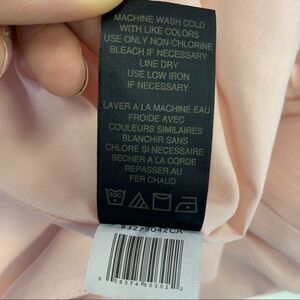 MACHINE WASH COLD
WITH LIKE COLORS
USE ONLY NON-CHLORINE
BLEACH IF NECESSARY
LINE DRY
USE LOW IRON
IF NECESSARY
LAVER A LA MACHINE EAU
FROIDE AVEC
COULEURS SIMILAIRES
BLANCHIR SANS
CHLORE SI NECESSAIRE
SECHER A LA CORDE
REPASSER AU
FER CHAUD
30C
83279042CA